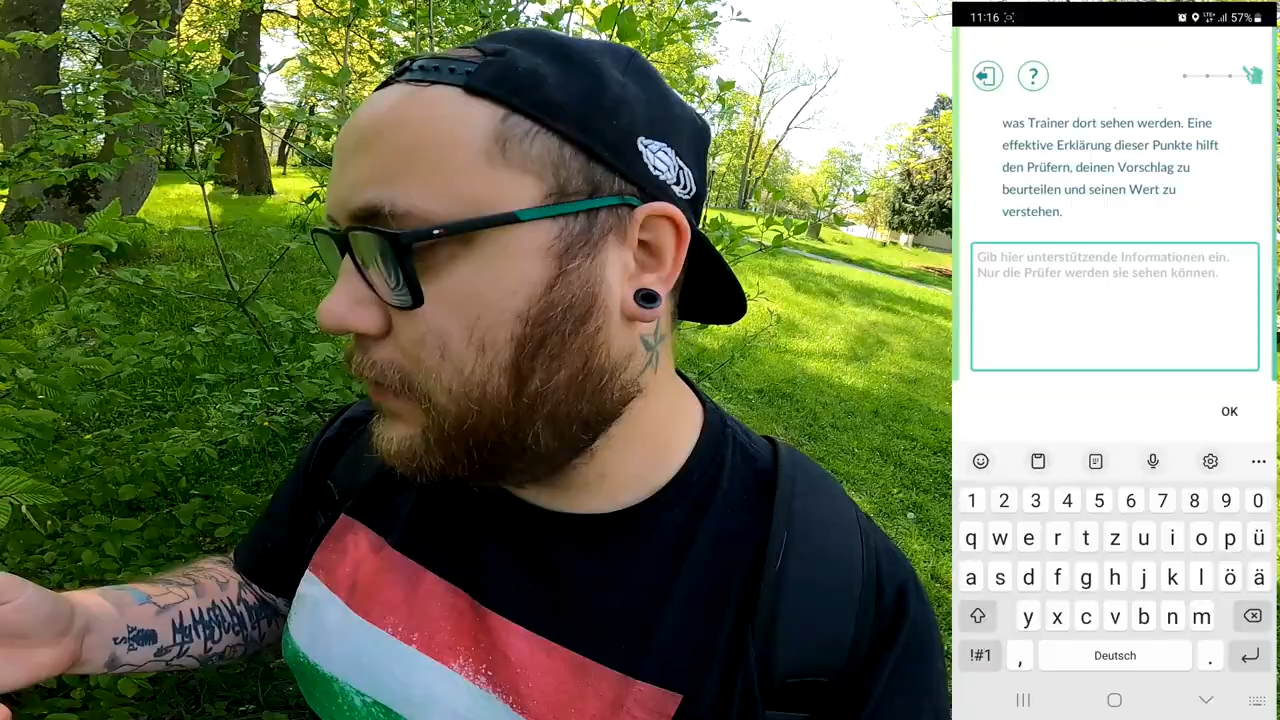 11:16
LTE+
57%
?
was Trainer dort sehen werden. Eine
effektive Erklärung dieser Punkte hilft
den Prüfern, deinen Vorschlag zu
beurteilen und seinen Wert zu
verstehen.
Gib hier unterstützende Informationen ein.
Nur die Prüfer werden sie sehen können.
OK
1 2 3 4 5 6 7 8 9 0
q w e r t z u i o p ü
a s d f g h j k l ö ä
y x c v b n m
!#1 , Deutsch .